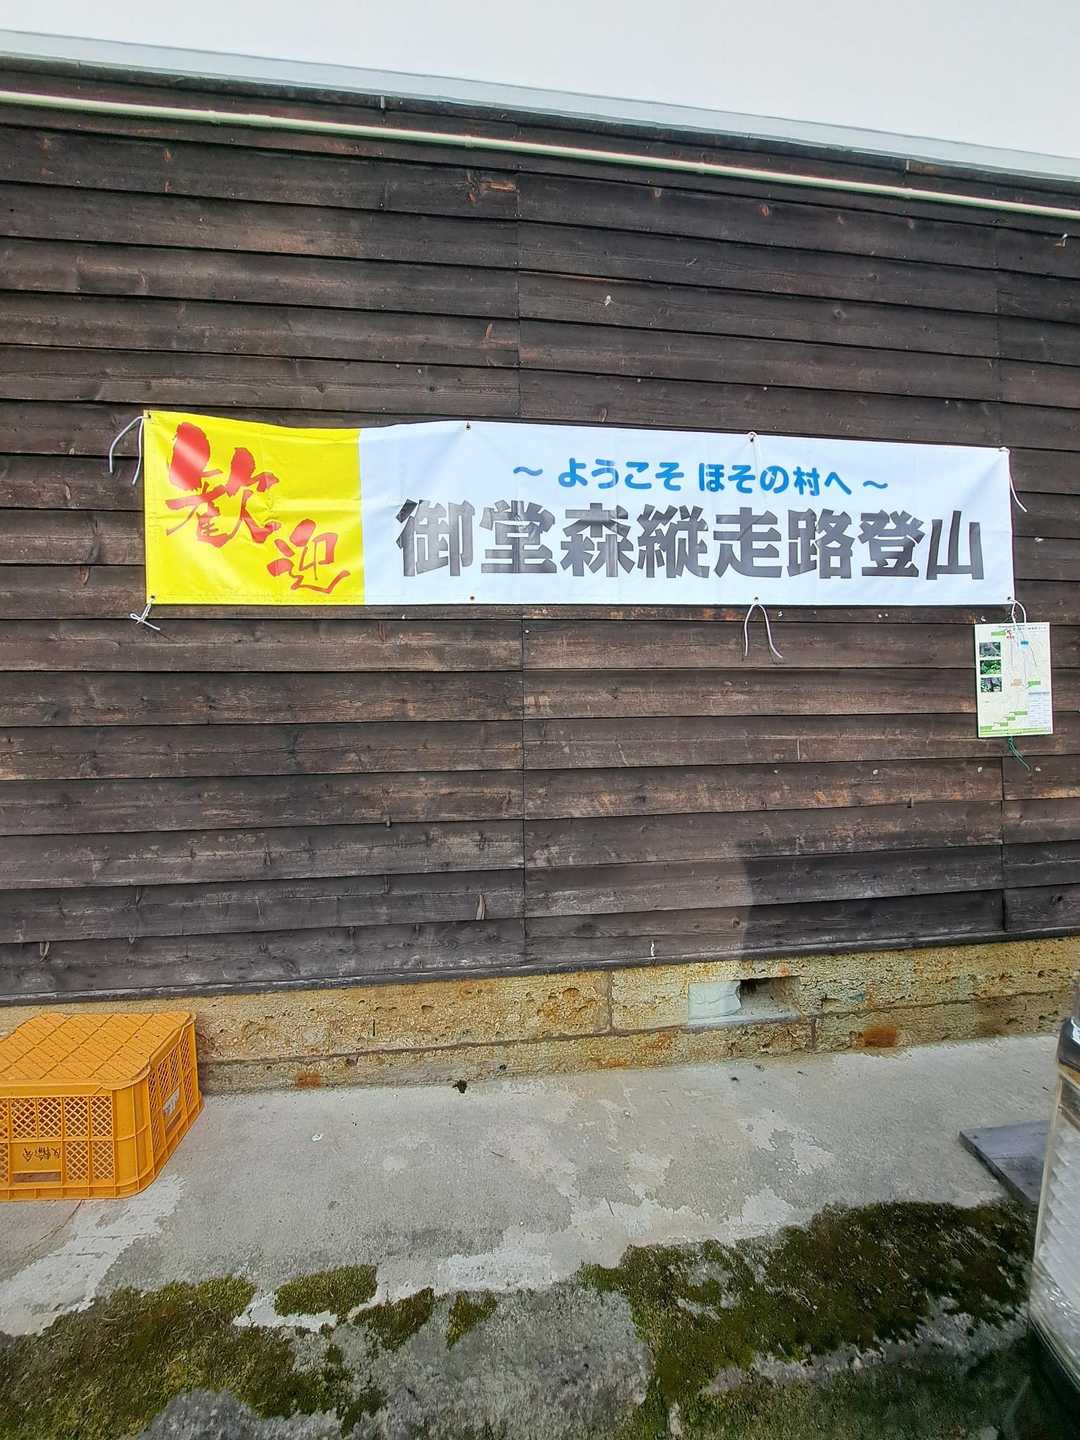 歓迎
～ ようこそ ほその村へ ～
御堂森縦走路登山